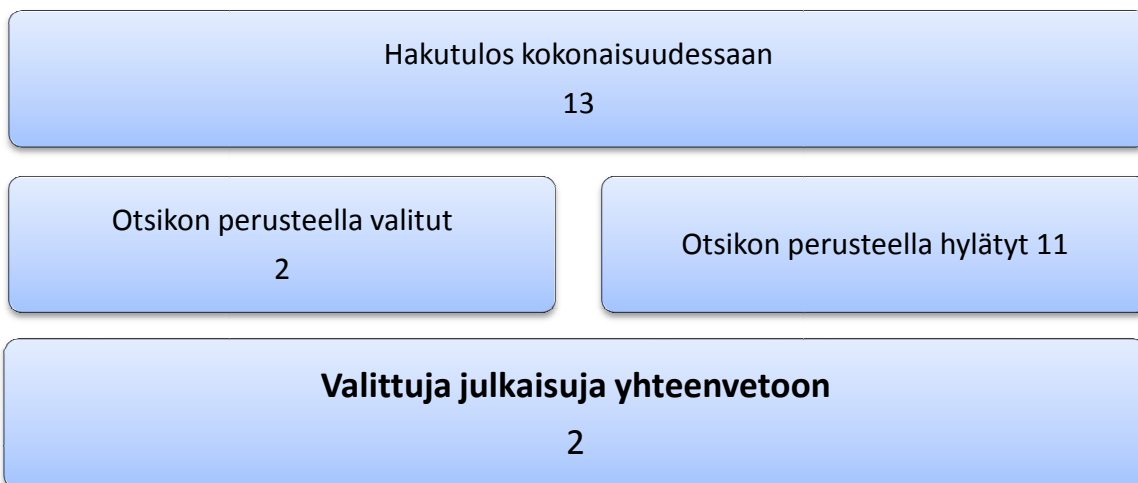 Hakutulos kokonaisuudessaan
13
Otsikon perusteella valitut
2
Otsikon perusteella hylätyt 11
Valittuja julkaisuja yhteenvetoon
2